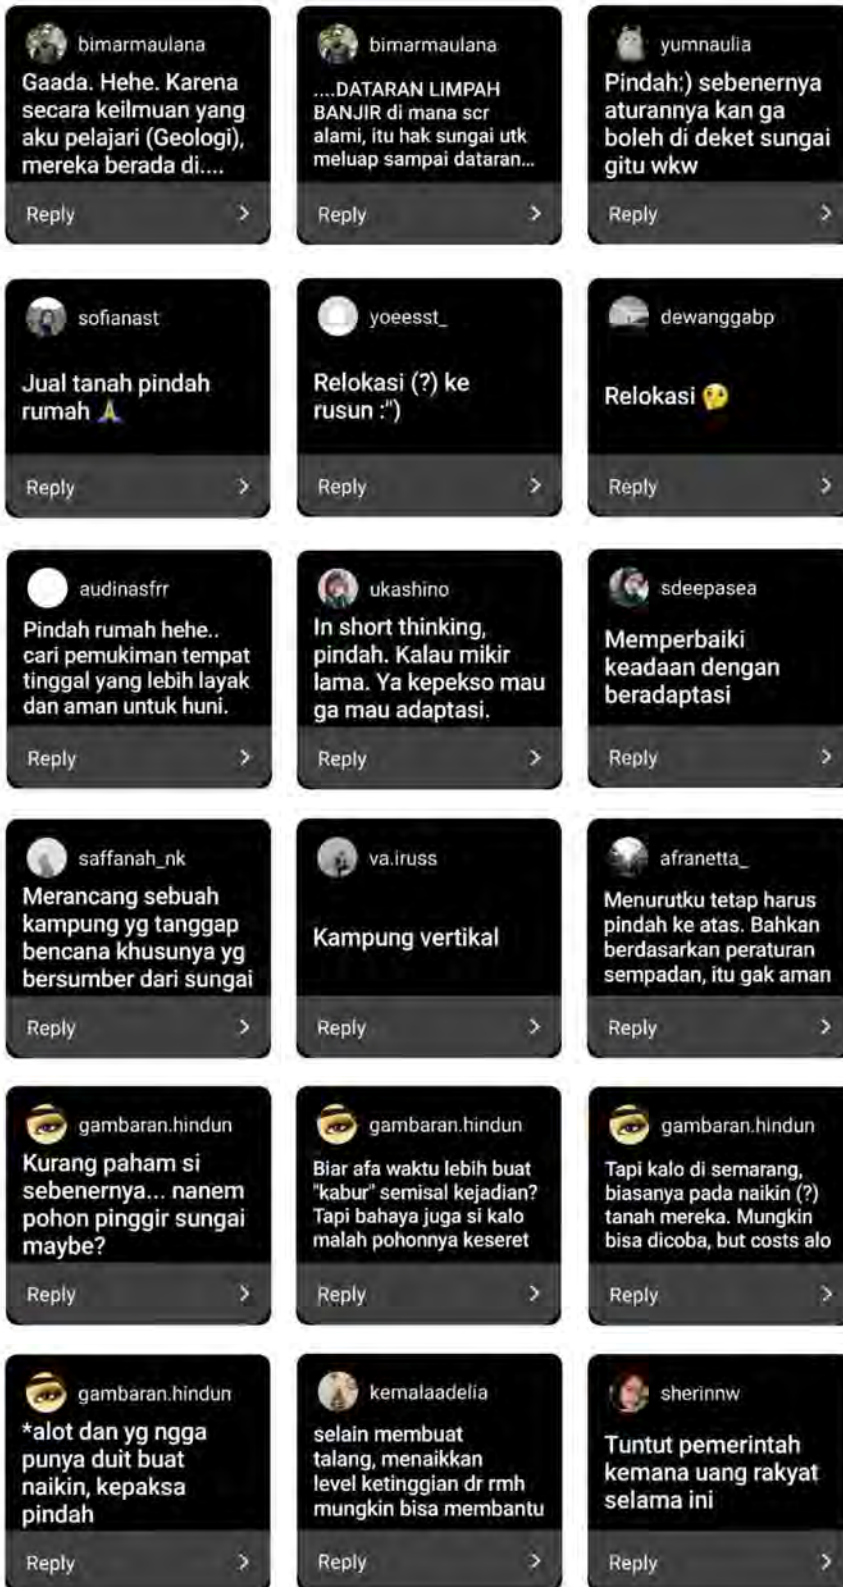 bimarmaulana
Gaada. Hehe. Karena
secara keilmuan yang
aku pelajari (Geologi),
mereka berada di....
Reply
bimarmaulana
....DATARAN LIMPAH
BANJIR di mana scr
alami, itu hak sungai utk
meluap sampai dataran...
Reply
yumnaulia
Pindah:) sebenernya
aturannya kan ga
boleh di deket sungai
gitu wkw
Reply
sofianast
Jual tanah pindah
rumah 🙏
Reply
yoeesst_
Relokasi (?) ke
rusun :")
Reply
dewanggabp
Relokasi 🤔
Reply
audinasfrr
Pindah rumah hehe..
cari pemukiman tempat
tinggal yang lebih layak
dan aman untuk huni.
Reply
ukashino
In short thinking,
pindah. Kalau mikir
lama. Ya kepekso mau
ga mau adaptasi.
Reply
sdeepasea
Memperbaiki
keadaan dengan
beradaptasi
Reply
saffanah_nk
Merancang sebuah
kampung yg tanggap
bencana khusunya yg
bersumber dari sungai
Reply
va.iruss
Kampung vertikal
Reply
afranetta_
Menurutku tetap harus
pindah ke atas. Bahkan
berdasarkan peraturan
sempadan, itu gak aman
Reply
gambaran.hindun
Kurang paham si
sebenernya... nanem
pohon pinggir sungai
maybe?
Reply
gambaran.hindun
Biar afa waktu lebih buat
"kabur" semisal kejadian?
Tapi bahaya juga si kalo
malah pohonnya keseret
Reply
gambaran.hindun
Tapi kalo di semarang,
biasanya pada naikin (?)
tanah mereka. Mungkin
bisa dicoba, but costs alo
Reply
gambaran.hindun
*alot dan yg ngga
punya duit buat
naikin, kepaksa
pindah
Reply
kemalaadelia
selain membuat
talang, menaikkan
level ketinggian dr rmh
mungkin bisa membantu
Reply
sherinnw
Tuntut pemerintah
kemana uang rakyat
selama ini
Reply